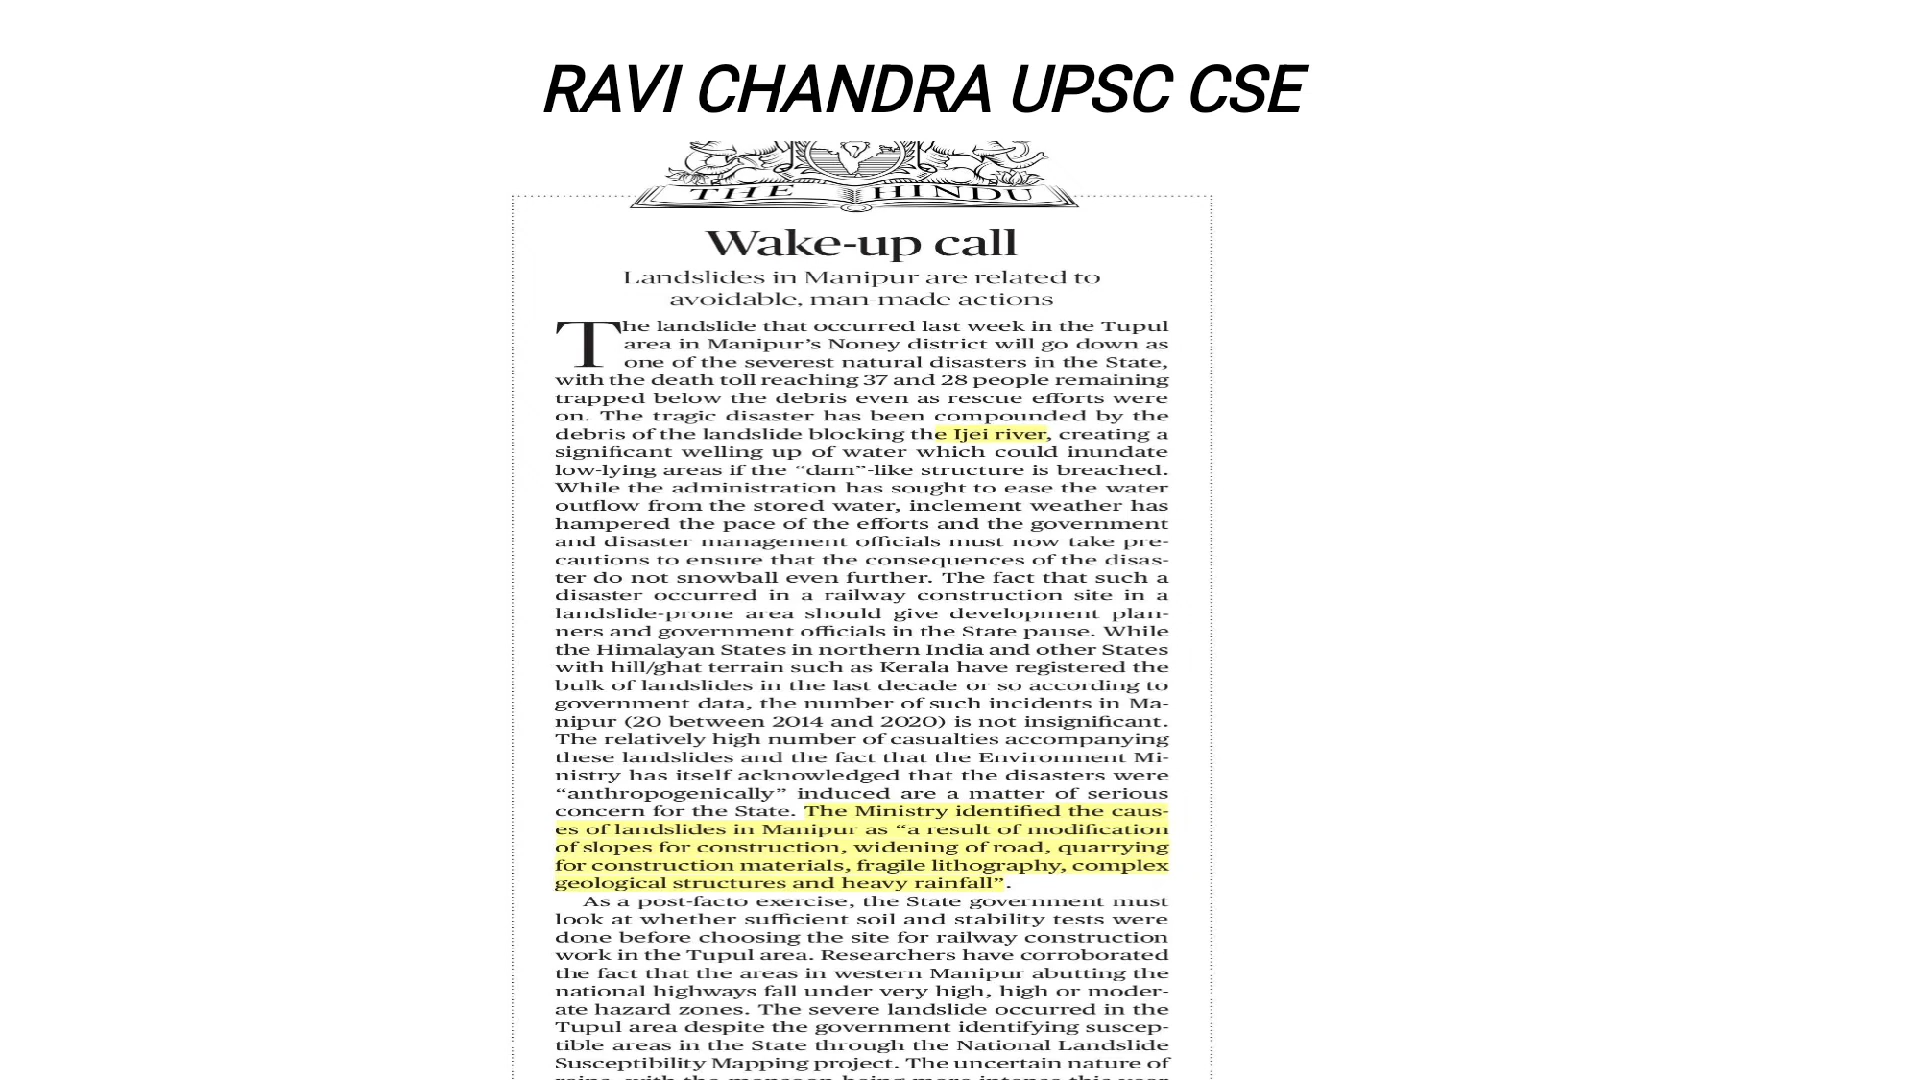 RAVI CHANDRA UPSC CSE
THE HINDU
Wake-up call
Landslides in Manipur are related to
avoidable, man-made actions
The landslide that occurred last week in the Tupul
area in Manipur's Noney district will go down as
one of the severest natural disasters in the State,
with the death toll reaching 37 and 28 people remaining
trapped below the debris even as rescue efforts were
on. The tragic disaster has been compounded by the
debris of the landslide blocking the Ijei river, creating a
significant welling up of water which could inundate
low-lying areas if the “dam”-like structure is breached.
While the administration has sought to ease the water
outflow from the stored water, inclement weather has
hampered the pace of the efforts and the government
and disaster management officials must now take pre-
cautions to ensure that the consequences of the disas-
ter do not snowball even further. The fact that such a
disaster occurred in a railway construction site in a
landslide-prone area should give development plan-
ners and government officials in the State pause. While
the Himalayan States in northern India and other States
with hill/ghat terrain such as Kerala have registered the
bulk of landslides in the last decade or so according to
government data, the number of such incidents in Ma-
nipur (20 between 2014 and 2020) is not insignificant.
The relatively high number of casualties accompanying
these landslides and the fact that the Environment Mi-
nistry has itself acknowledged that the disasters were
“anthropogenically” induced are a matter of serious
concern for the State. The Ministry identified the caus-
es of landslides in Manipur as “a result of modification
of slopes for construction, widening of road, quarrying
for construction materials, fragile lithography, complex
geological structures and heavy rainfall”.
As a post-facto exercise, the State government must
look at whether sufficient soil and stability tests were
done before choosing the site for railway construction
work in the Tupul area. Researchers have corroborated
the fact that the areas in western Manipur abutting the
national highways fall under very high, high or moder-
ate hazard zones. The severe landslide occurred in the
Tupul area despite the government identifying suscep-
tible areas in the State through the National Landslide
Susceptibility Mapping project. The uncertain nature of